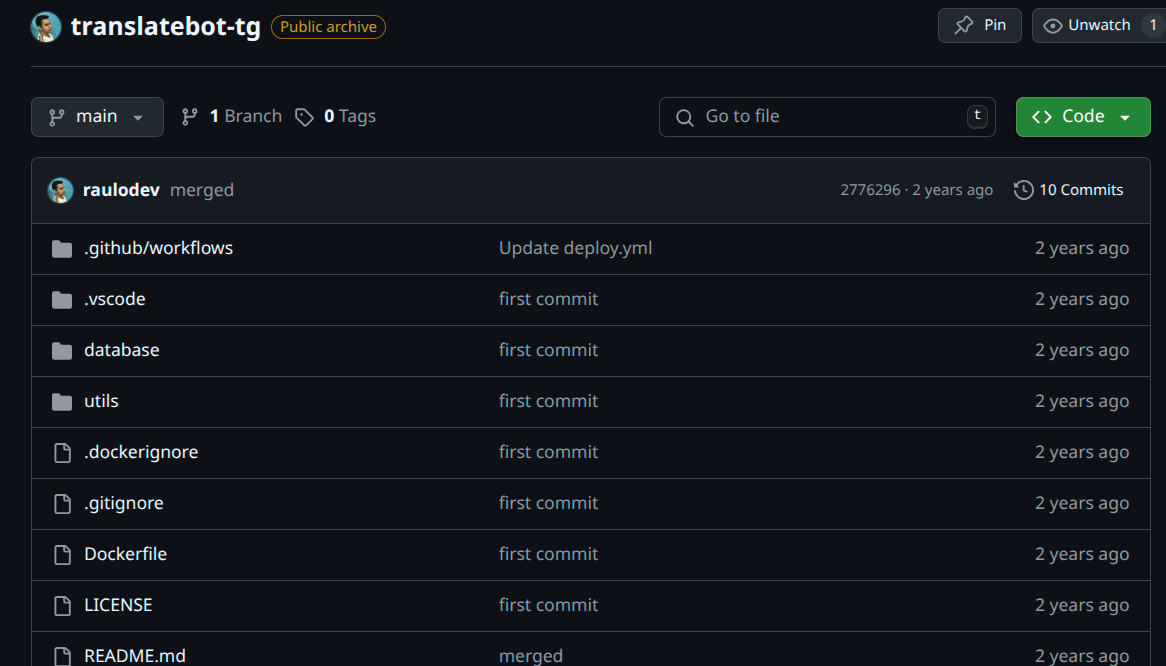 translatebot-tg Public archive Pin Unwatch 1
main 1 Branch 0 Tags Go to file t Code
raulodev merged 2776296 · 2 years ago 10 Commits
.github/workflows Update deploy.yml 2 years ago
.vscode first commit 2 years ago
database first commit 2 years ago
utils first commit 2 years ago
.dockerignore first commit 2 years ago
.gitignore first commit 2 years ago
Dockerfile first commit 2 years ago
LICENSE first commit 2 years ago
README.md merged 2 years ago